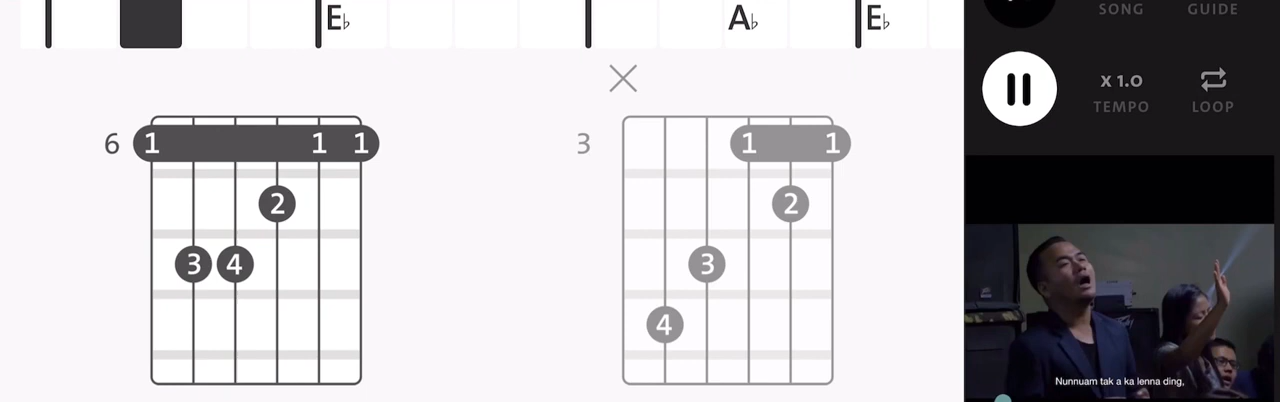 E♭ A♭ E♭
SONG GUIDE
x 1.0
TEMPO LOOP
6 1 1 1
2
3 4
3 1 1
2
3
4
Nunnuam tak a ka lenna ding,